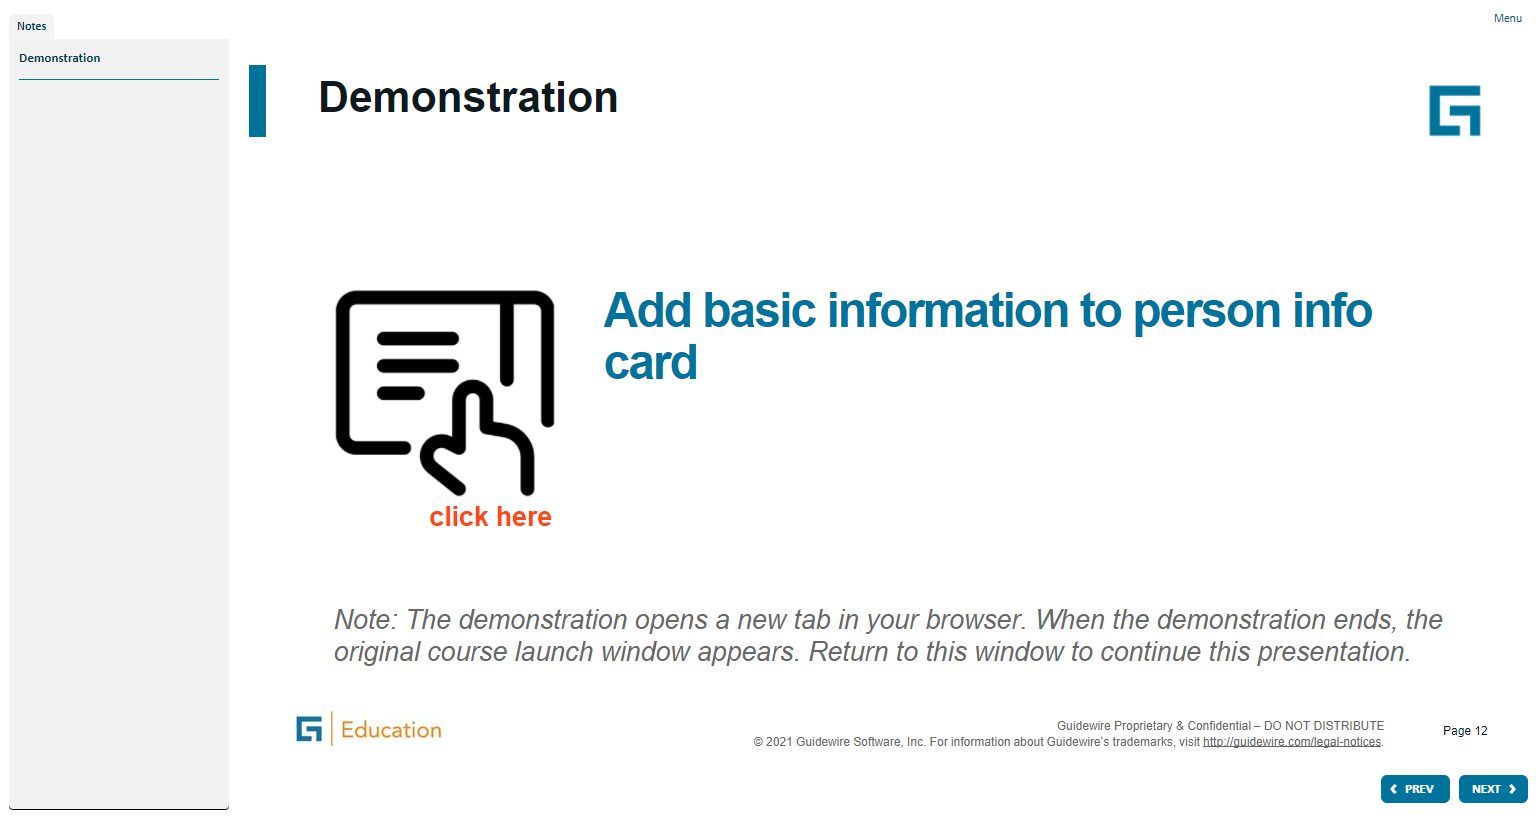 Notes
Menu
Demonstration
Demonstration
Add basic information to person info
card
click here
Note: The demonstration opens a new tab in your browser. When the demonstration ends, the
original course launch window appears. Return to this window to continue this presentation.
Education
Guidewire Proprietary & Confidential – DO NOT DISTRIBUTE
© 2021 Guidewire Software, Inc. For information about Guidewire's trademarks, visit http://guidewire.com/legal-notices.
Page 12
PREV
NEXT